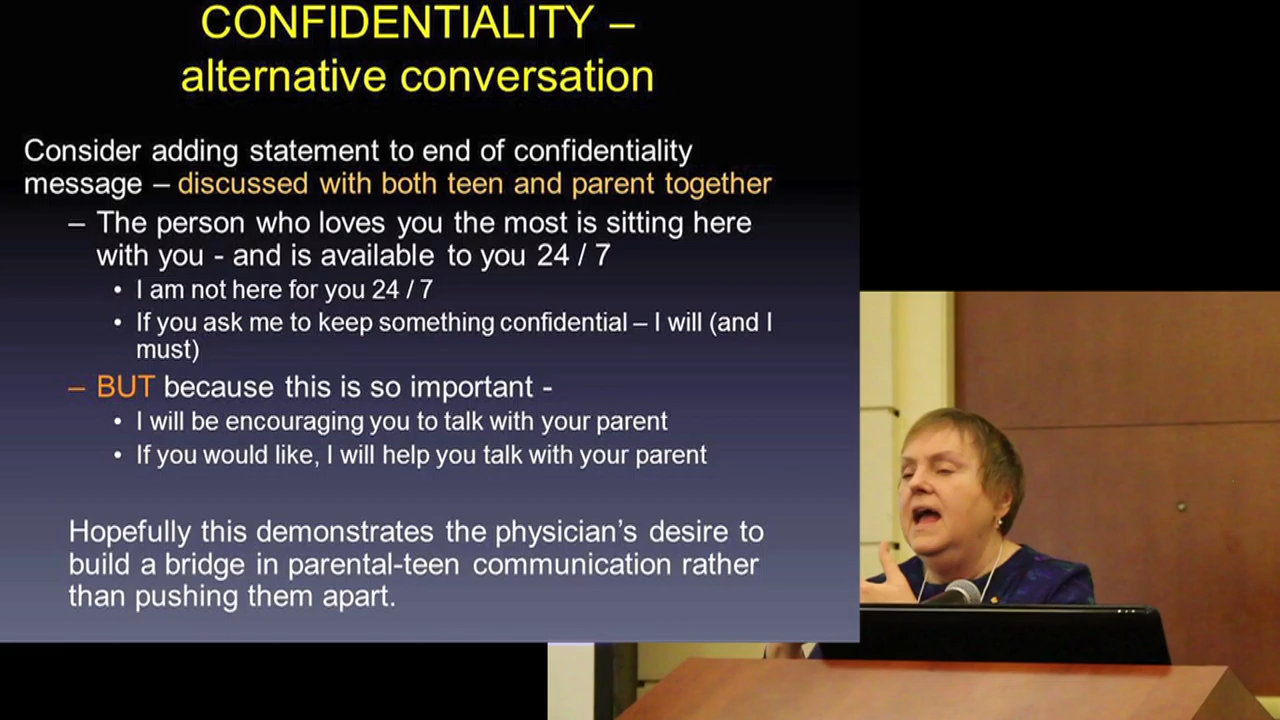 CONFIDENTIALITY –
alternative conversation
Consider adding statement to end of confidentiality
message – discussed with both teen and parent together
– The person who loves you the most is sitting here
with you - and is available to you 24 / 7
• I am not here for you 24 / 7
• If you ask me to keep something confidential – I will (and I
must)
– BUT because this is so important -
• I will be encouraging you to talk with your parent
• If you would like, I will help you talk with your parent
Hopefully this demonstrates the physician’s desire to
build a bridge in parental-teen communication rather
than pushing them apart.